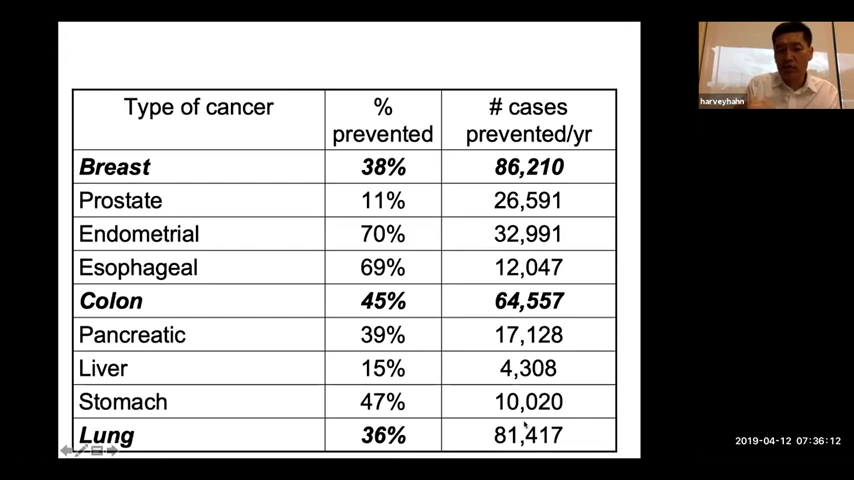 Type of cancer % prevented # cases prevented/yr
Breast 38% 86,210
Prostate 11% 26,591
Endometrial 70% 32,991
Esophageal 69% 12,047
Colon 45% 64,557
Pancreatic 39% 17,128
Liver 15% 4,308
Stomach 47% 10,020
Lung 36% 81,417
harveyhahn
2019-04-12 07:36:12